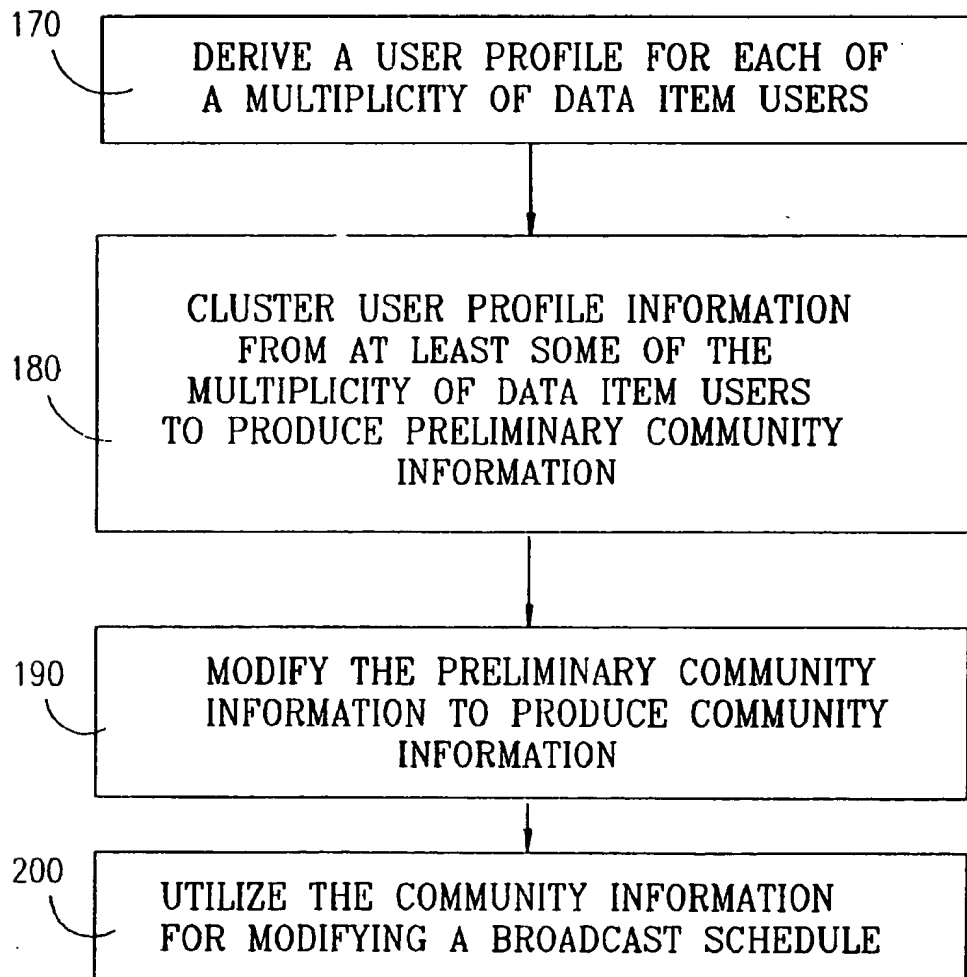 170
DERIVE A USER PROFILE FOR EACH OF
A MULTIPLICITY OF DATA ITEM USERS
180
CLUSTER USER PROFILE INFORMATION
FROM AT LEAST SOME OF THE
MULTIPLICITY OF DATA ITEM USERS
TO PRODUCE PRELIMINARY COMMUNITY
INFORMATION
190
MODIFY THE PRELIMINARY COMMUNITY
INFORMATION TO PRODUCE COMMUNITY
INFORMATION
200
UTILIZE THE COMMUNITY INFORMATION
FOR MODIFYING A BROADCAST SCHEDULE